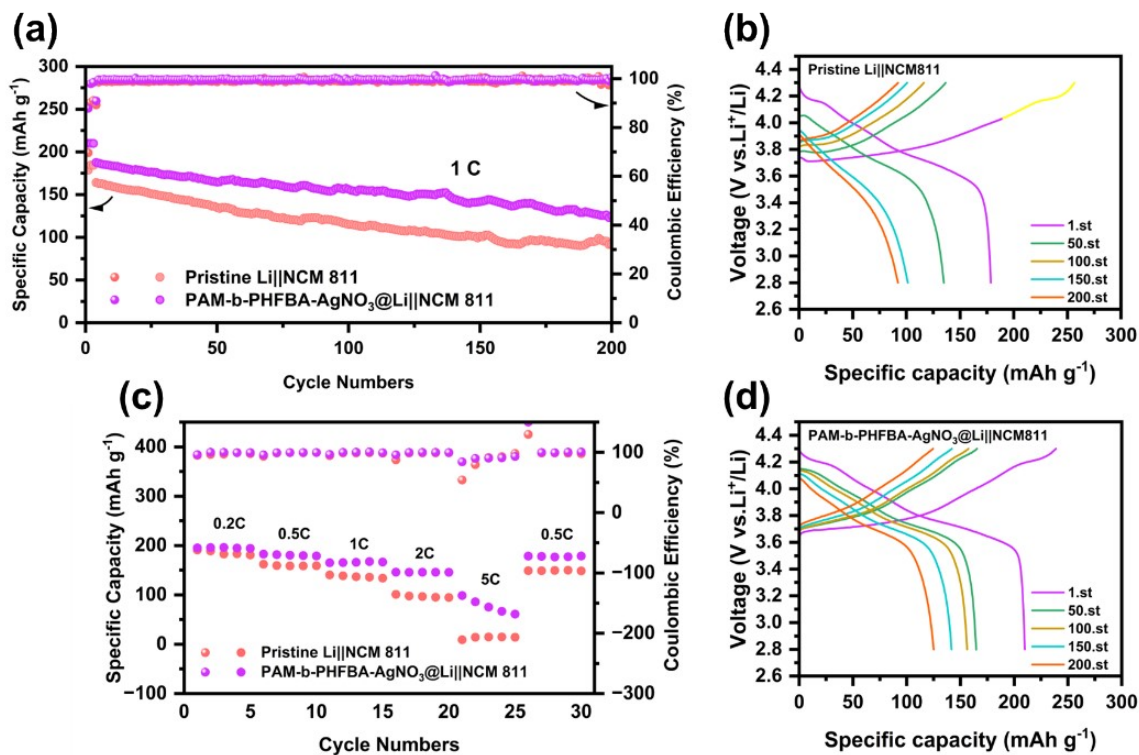 (a)
300
250
200
150
100
50
0
Specific Capacity (mAh g⁻¹)
1 C
Pristine Li||NCM 811
PAM-b-PHFBA-AgNO₃@Li||NCM 811
100
80
60
40
20
0
Coulombic Efficiency (%)
0 50 100 150 200
Cycle Numbers
(b)
Pristine Li||NCM811
4.4
4.2
4.0
3.8
3.6
3.4
3.2
3.0
2.8
2.6
Voltage (V vs.Li⁺/Li)
1.st
50.st
100.st
150.st
200.st
0 50 100 150 200 250 300
Specific capacity (mAh g⁻¹)
(c)
400
300
200
100
0
−100
Specific Capacity (mAh g⁻¹)
0.2C
0.5C
1C
2C
5C
0.5C
Pristine Li||NCM 811
PAM-b-PHFBA-AgNO₃@Li||NCM 811
100
0
−100
−200
−300
Coulombic Efficiency (%)
0 5 10 15 20 25 30
Cycle Numbers
(d)
PAM-b-PHFBA-AgNO₃@Li||NCM811
4.4
4.2
4.0
3.8
3.6
3.4
3.2
3.0
2.8
2.6
Voltage (V vs.Li⁺/Li)
1.st
50.st
100.st
150.st
200.st
0 50 100 150 200 250 300
Specific capacity (mAh g⁻¹)